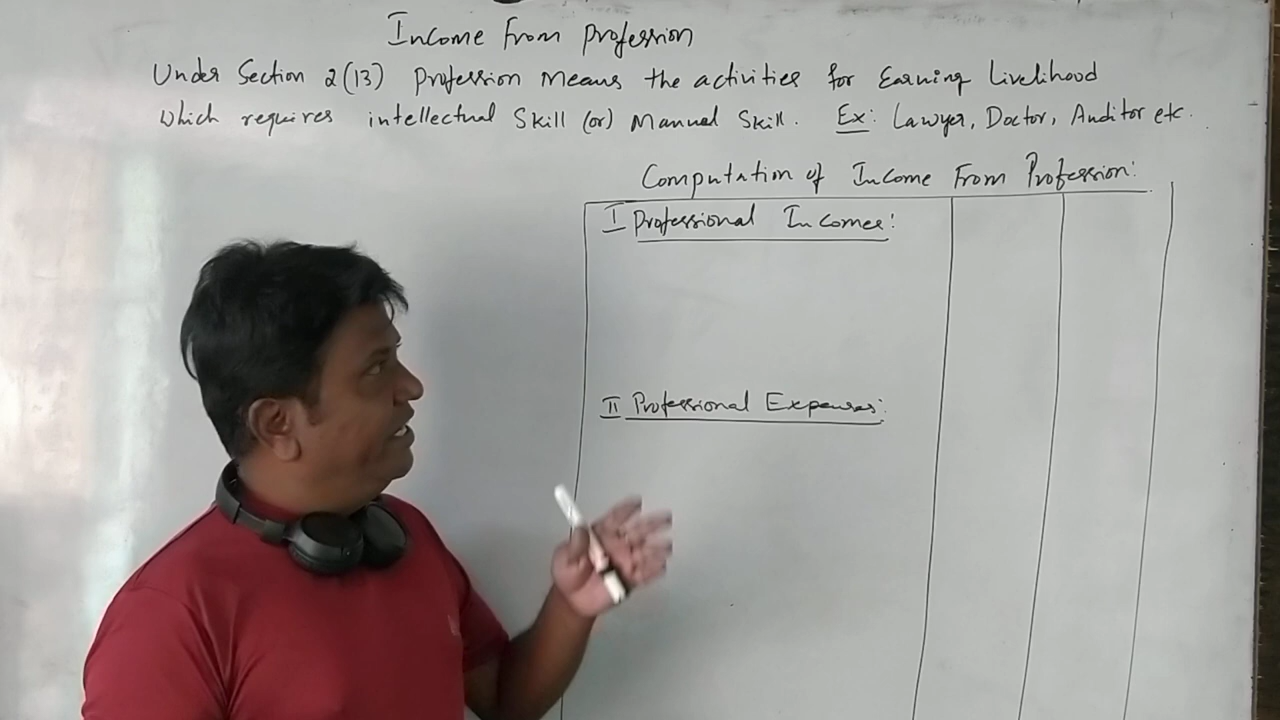 Income From Profession
Under Section 2(13) Profession Means the activities for Earning Livelihood
Which requires intellectual Skill (or) Manual Skill. Ex: Lawyer, Doctor, Auditor etc.
Computation of Income From Profession:
I Professional Incomes:
II Professional Expenses: